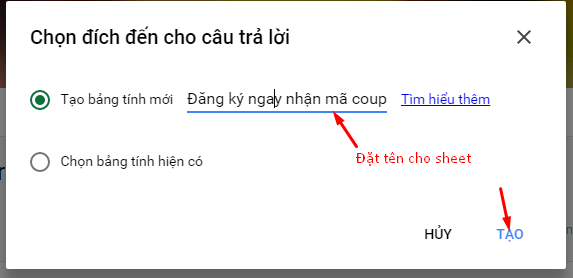 Chọn đích đến cho câu trả lời
Tạo bảng tính mới Đăng ký ngay nhận mã coup Tìm hiểu thêm
Đặt tên cho sheet
Chọn bảng tính hiện có
HỦY TẠO